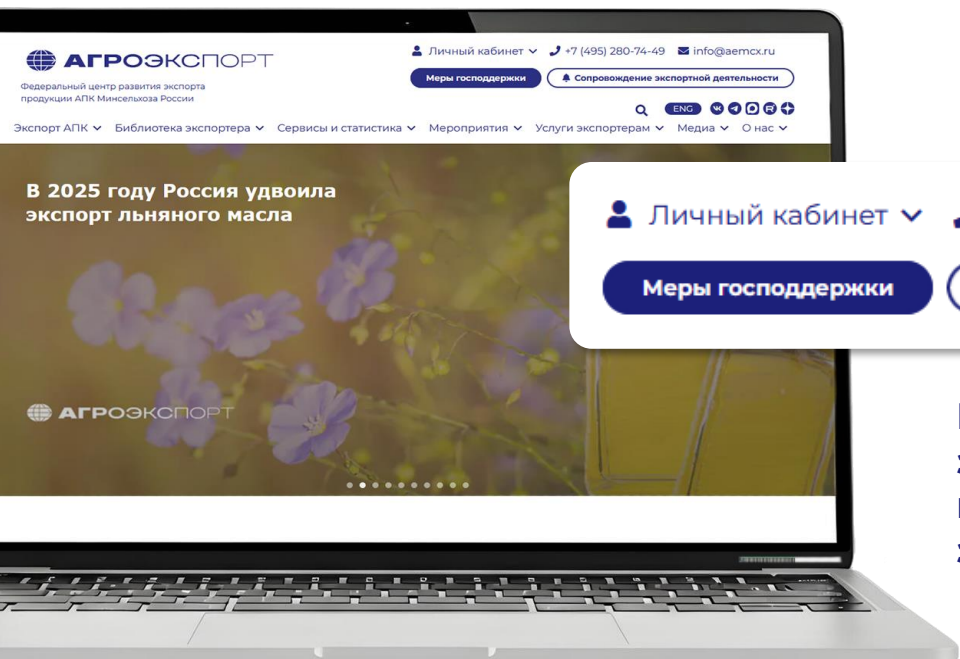 АГРОЭКСПОРТ
Федеральный центр развития экспорта
продукции АПК Минсельхоза России
Личный кабинет
+7 (495) 280-74-49
info@aemcx.ru
Меры господдержки
Сопровождение экспортной деятельности
ENG
Экспорт АПК
Библиотека экспортера
Сервисы и статистика
Мероприятия
Услуги экспортерам
Медиа
О нас
В 2025 году Россия удвоила
экспорт льняного масла
АГРОЭКСПОРТ
Личный кабинет
Меры господдержки